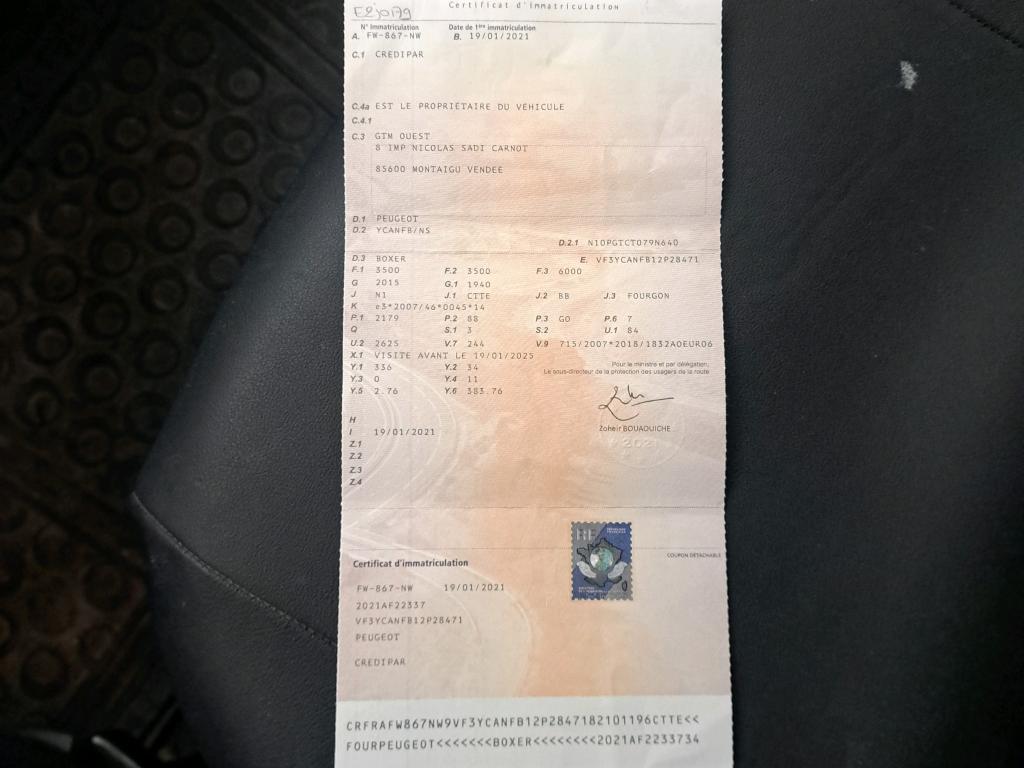 Certificat d'immatriculation
N° Immatriculation Date de 1ère immatriculation
A. FW-867-NW B. 19/01/2021
C.1 CREDIPAR
C.4a EST LE PROPRIÉTAIRE DU VÉHICULE
C.4.1
C.3 GTM OUEST
8 IMP NICOLAS SADI CARNOT
85600 MONTAIGU VENDEE
D.1 PEUGEOT
D.2 YCANFB/NS
D.2.1 N10PGTCT079N640
D.3 BOXER E. VF3YCANFB12P28471
F.1 3500 F.2 3500 F.3 6000
G 2015 G.1 1940
J N1 J.1 CTTE J.2 BB J.3 FOURGON
K e3*2007/46*0045*14
P.1 2179 P.2 88 P.3 GO P.6 7
Q S.1 3 S.2 U.1 84
U.2 2625 V.7 244 V.9 715/2007*2018/1832AOEURO6
X.1 VISITE AVANT LE 19/01/2025
Pour le ministre et par délégation,
Le sous-directeur de la protection des usagers de la route
Y.1 336 Y.2 34
Y.3 0 Y.4 11
Y.5 2.76 Y.6 383.76
Zoheir BOUAOUICHE
H
I 19/01/2021
2021
Z.1
Z.2
Z.3
Z.4
RF
COUPON DÉTACHABLE
Certificat d'immatriculation
FW-867-NW 19/01/2021
2021AF22337
VF3YCANFB12P28471
PEUGEOT
CREDIPAR
CRFRAFW867NW9VF3YCANFB12P2847182101196CTTE<<
FOURPEUGEOT<<<<<<<BOXER<<<<<<<<2021AF2233734